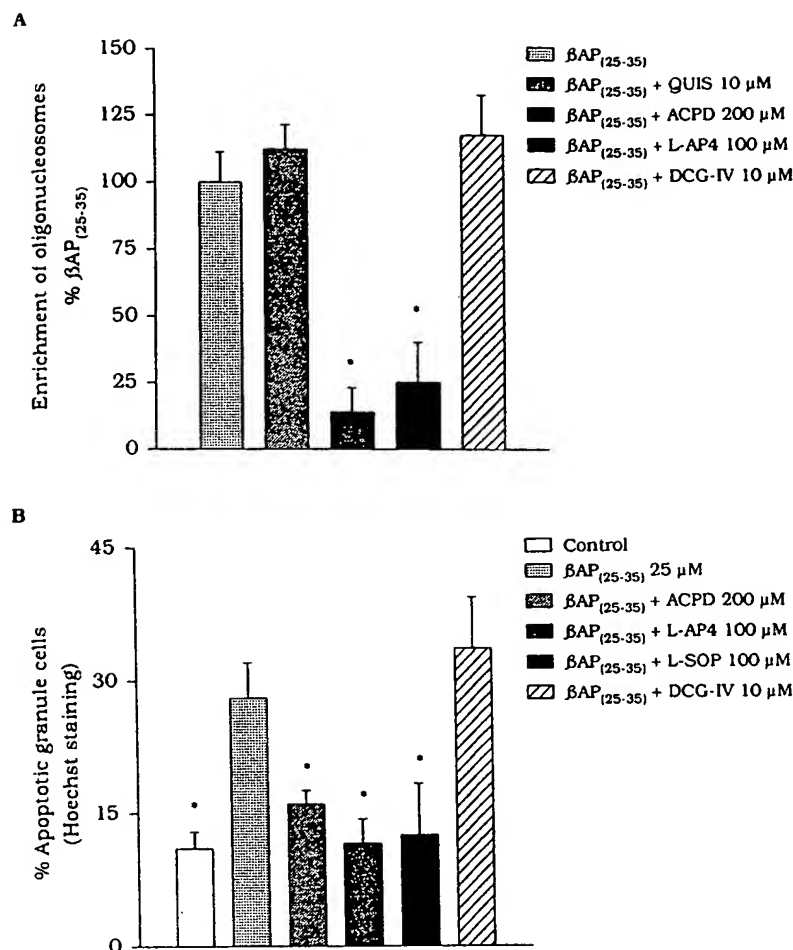 A
150
125
100
75
50
25
0
Enrichment of oligonucleosomes
% βAP(25-35)
βAP(25-35)
βAP(25-35) + QUIS 10 µM
βAP(25-35) + ACPD 200 µM
βAP(25-35) + L-AP4 100 µM
βAP(25-35) + DCG-IV 10 µM
*
*
B
45
30
15
0
% Apoptotic granule cells
(Hoechst staining)
Control
βAP(25-35) 25 µM
βAP(25-35) + ACPD 200 µM
βAP(25-35) + L-AP4 100 µM
βAP(25-35) + L-SOP 100 µM
βAP(25-35) + DCG-IV 10 µM
*
*
*
*